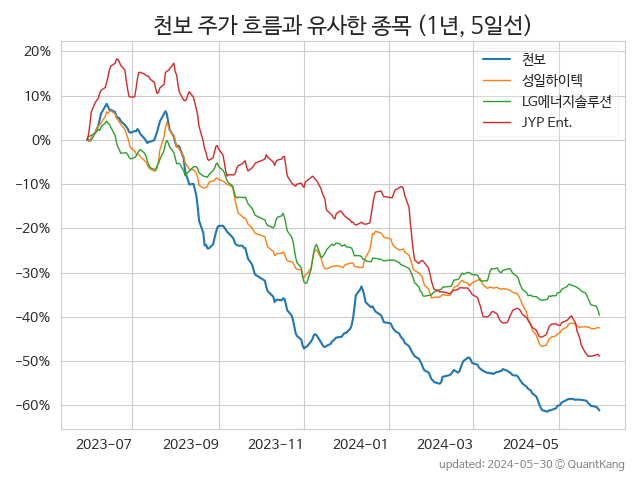 천보 주가 흐름과 유사한 종목 (1년, 5일선)
천보
성일하이텍
LG에너지솔루션
JYP Ent.
20%
10%
0%
−10%
−20%
−30%
−40%
−50%
−60%
2023−07
2023−09
2023−11
2024−01
2024−03
2024−05
updated: 2024-05-30 © QuantKang